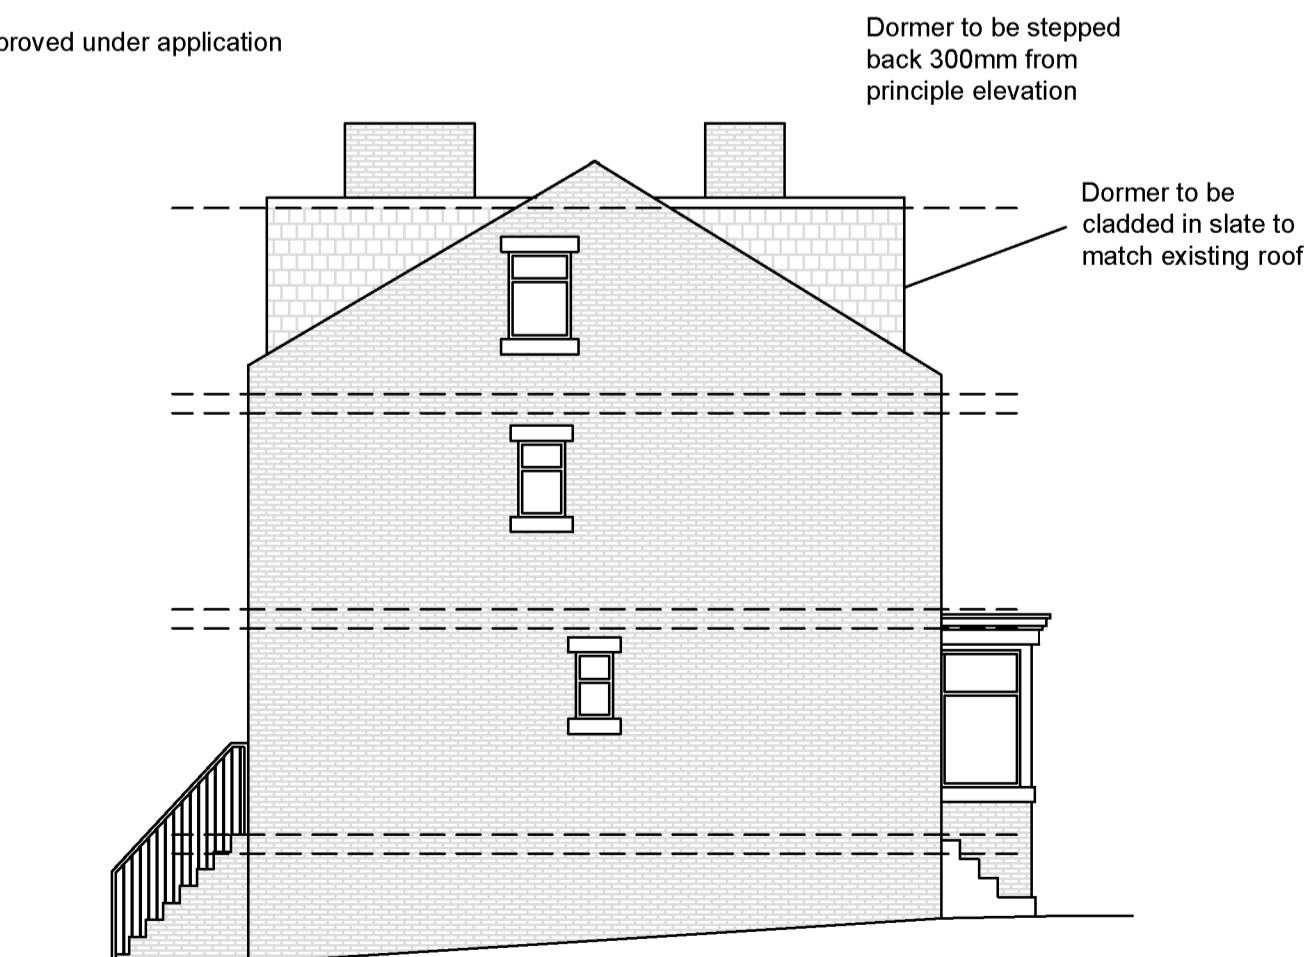 under application
Dormer to be stepped
back 300mm from
principle elevation
Dormer to be
cladded in slate to
match existing roof